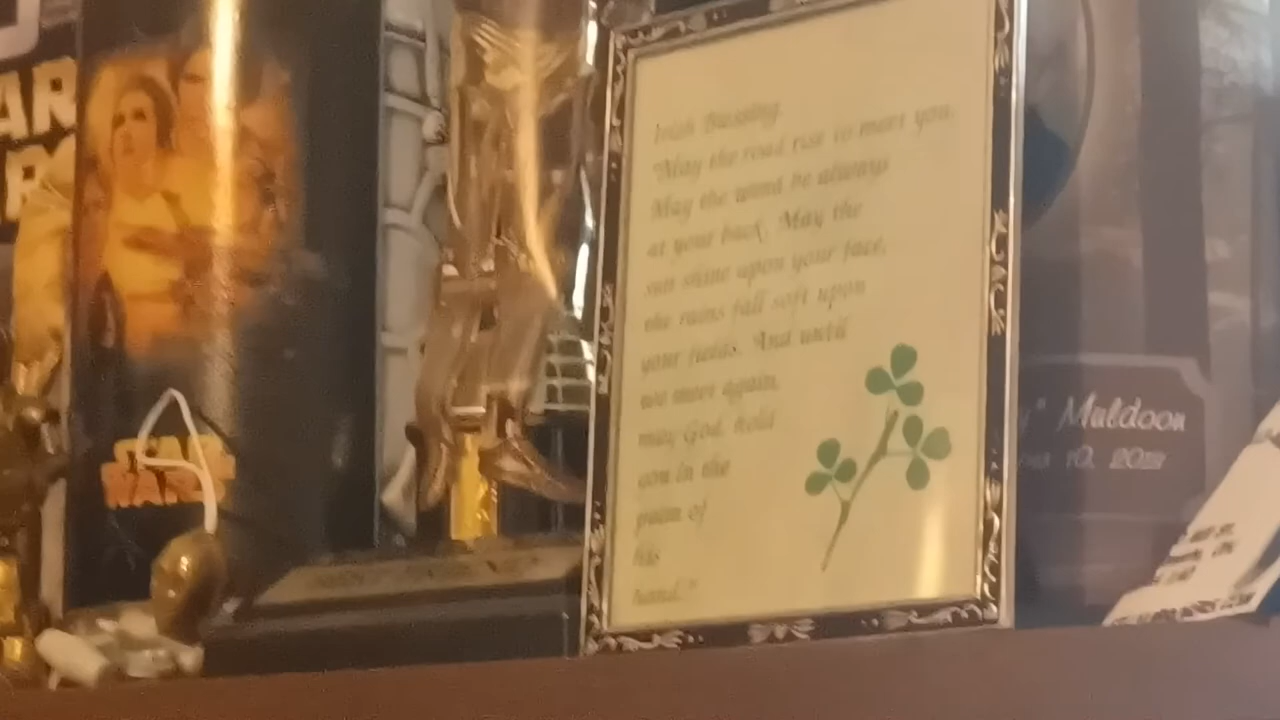 STAR
WARS
Irish Blessing
"May the road rise to meet you.
May the wind be always
at your back. May the
sun shine upon your face,
the rains fall soft upon
your fields. And until
we meet again,
may God hold
you in the
palm of
His
hand."
y" Muldoon
10, 2012